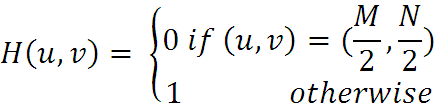 H(u, v) = { 0 if (u, v) = (M/2, N/2)
1 otherwise